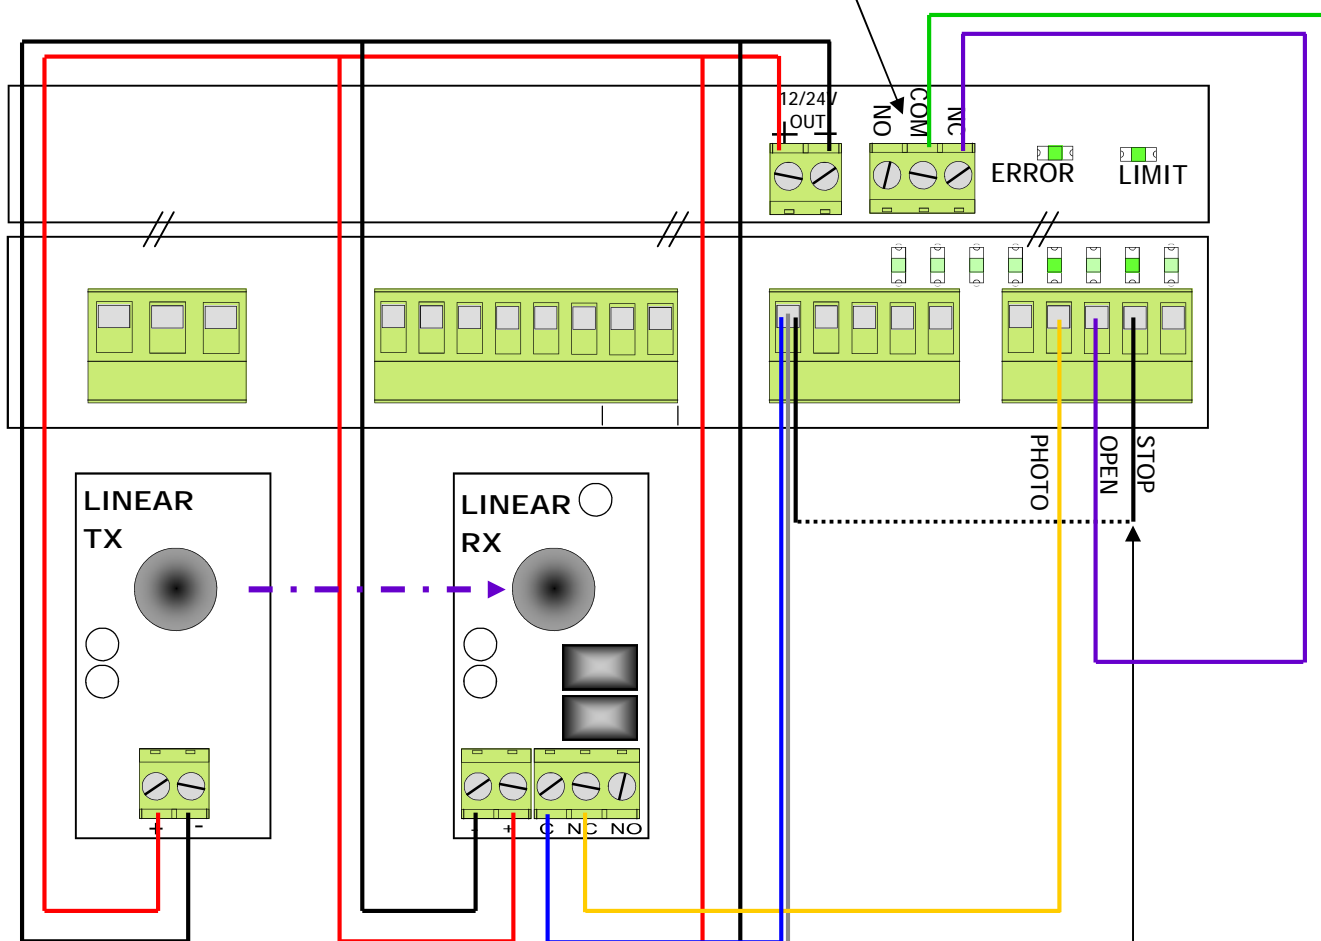 12/24V
OUT
+ -
NO
COM
NC
ERROR
LIMIT
PHOTO
OPEN
STOP
LINEAR
TX
LINEAR
RX
+ -
- + C NC NO